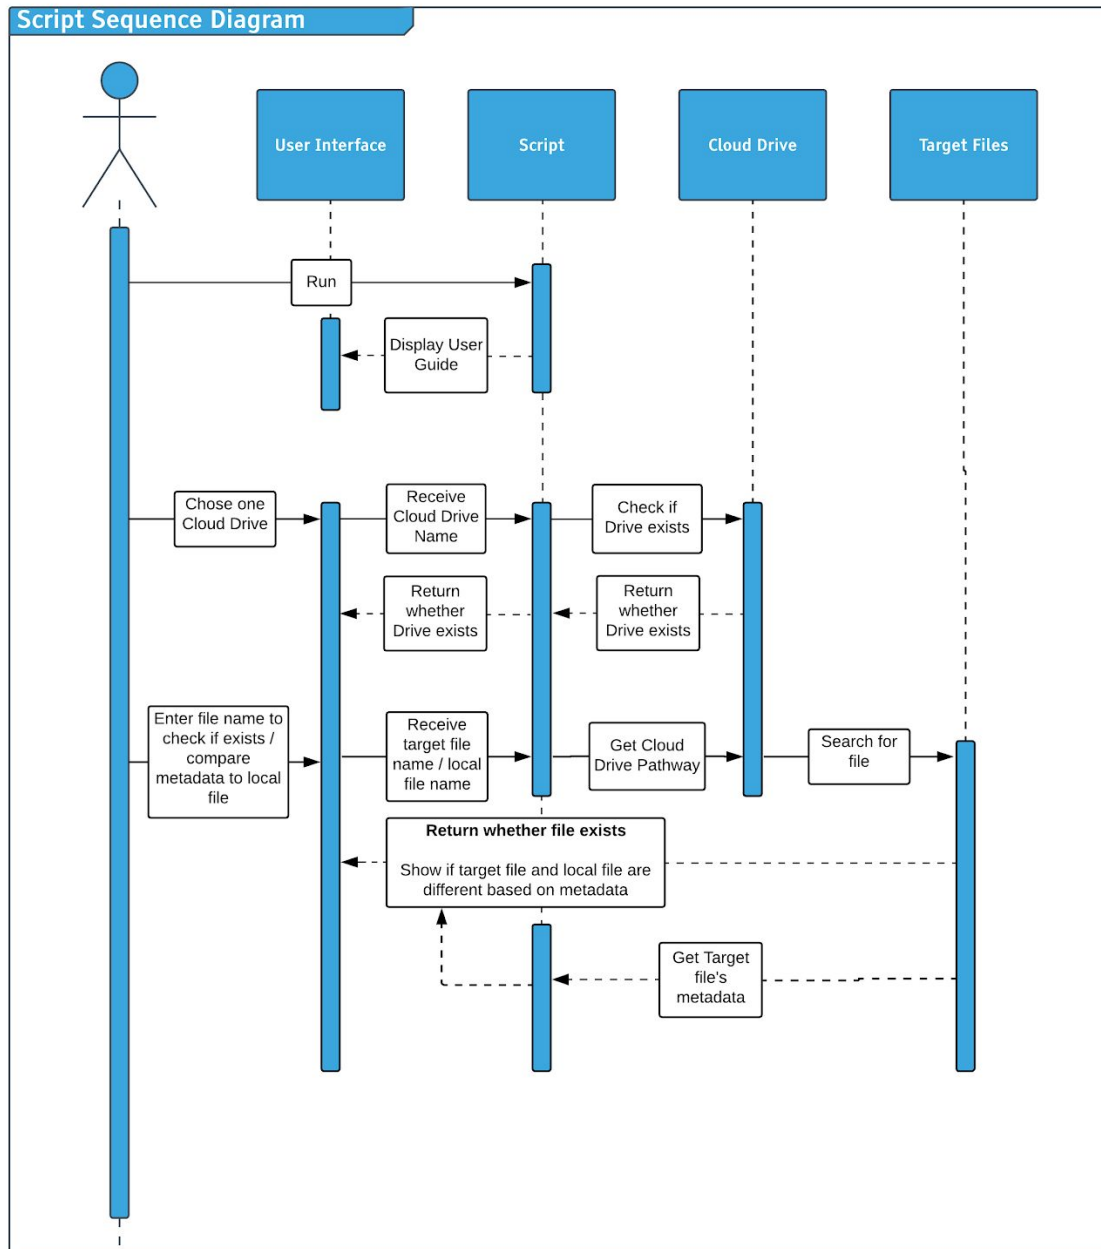 Script Sequence Diagram
User Interface
Script
Cloud Drive
Target Files
Run
Display User
Guide
Chose one
Cloud Drive
Receive
Cloud Drive
Name
Check if
Drive exists
Return
whether
Drive exists
Return
whether
Drive exists
Enter file name to
check if exists /
compare
metadata to local
file
Receive
target file
name / local
file name
Get Cloud
Drive Pathway
Search for
file
Return whether file exists
Show if target file and local file are
different based on metadata
Get Target
file's
metadata